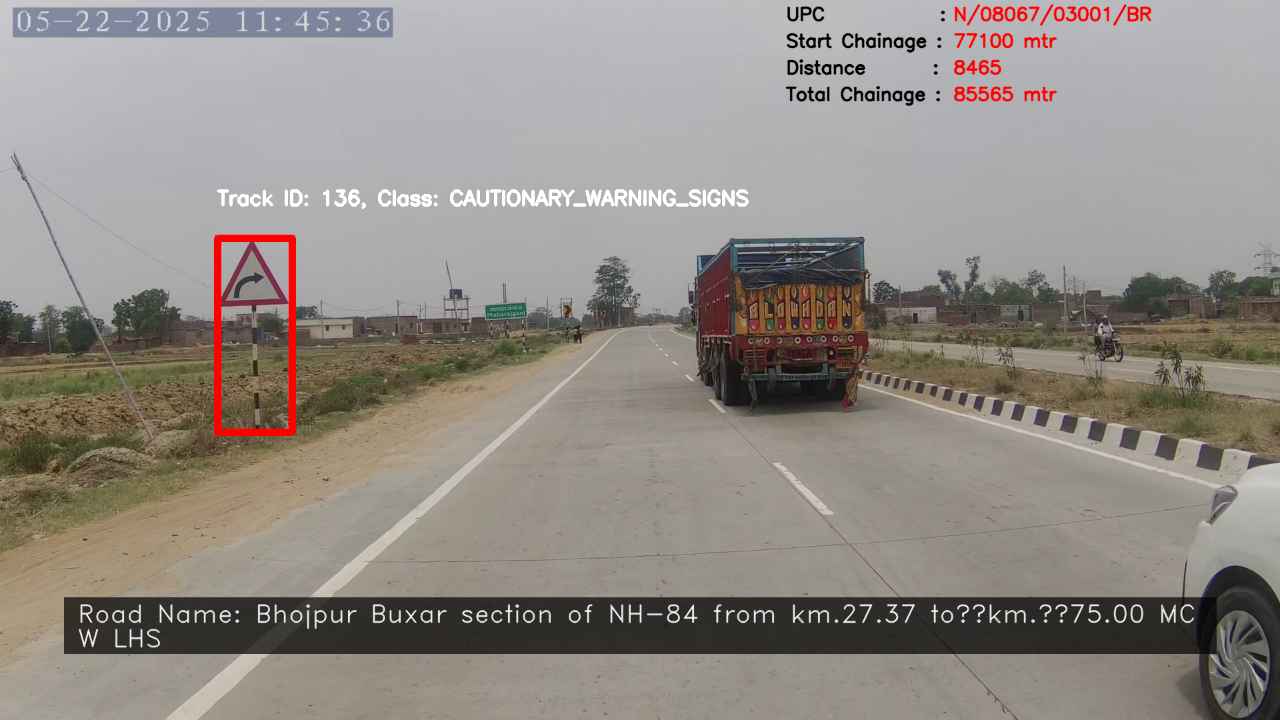 05-22-2025 11:45:36
UPC : N/08067/03001/BR
Start Chainage : 77100 mtr
Distance : 8465
Total Chainage : 85565 mtr
Track ID: 136, Class: CAUTIONARY_WARNING_SIGNS
Maharajganj
Road Name: Bhojpur Buxar section of NH-84 from km.27.37 to??km.??75.00 MC
W LHS